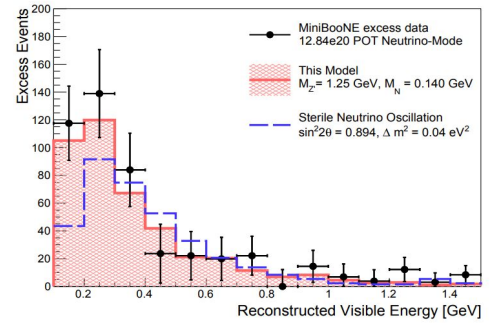 Excess Events
200
180
160
140
120
100
80
60
40
20
0
MiniBooNE excess data
12.84e20 POT Neutrino-Mode
This Model
M_Z'= 1.25 GeV, M_N = 0.140 GeV
Sterile Neutrino Oscillation
sin²2θ = 0.894, Δ m² = 0.04 eV²
0.2 0.4 0.6 0.8 1.0 1.2 1.4
Reconstructed Visible Energy [GeV]